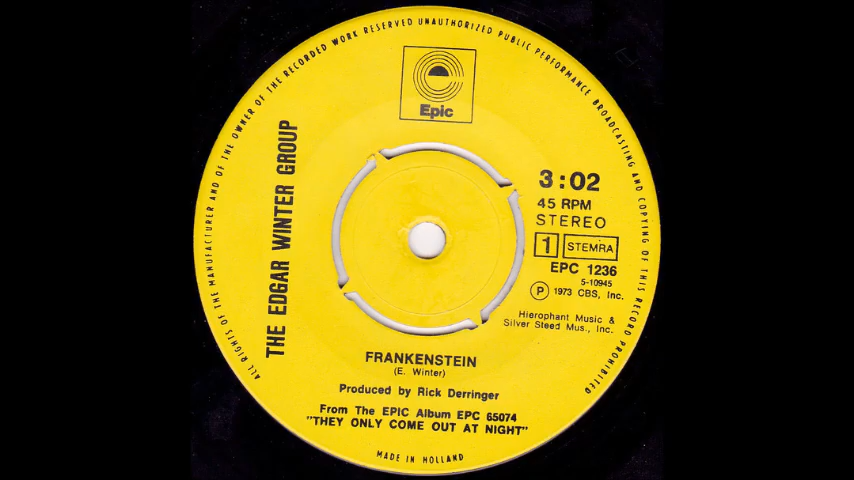 ALL RIGHTS OF THE MANUFACTURER AND OF THE OWNER OF THE RECORDED WORK RESERVED UNAUTHORIZED PUBLIC PERFORMANCE BROADCASTING AND COPYING OF THIS RECORD PROHIBITED
Epic
THE EDGAR WINTER GROUP
3:02
45 RPM
STEREO
1 STEMRA
EPC 1236
5-10945
Ⓟ 1973 CBS, Inc.
Hierophant Music &
Silver Steed Mus., Inc.
FRANKENSTEIN
(E. Winter)
Produced by Rick Derringer
From The EPIC Album EPC 65074
"THEY ONLY COME OUT AT NIGHT"
MADE IN HOLLAND